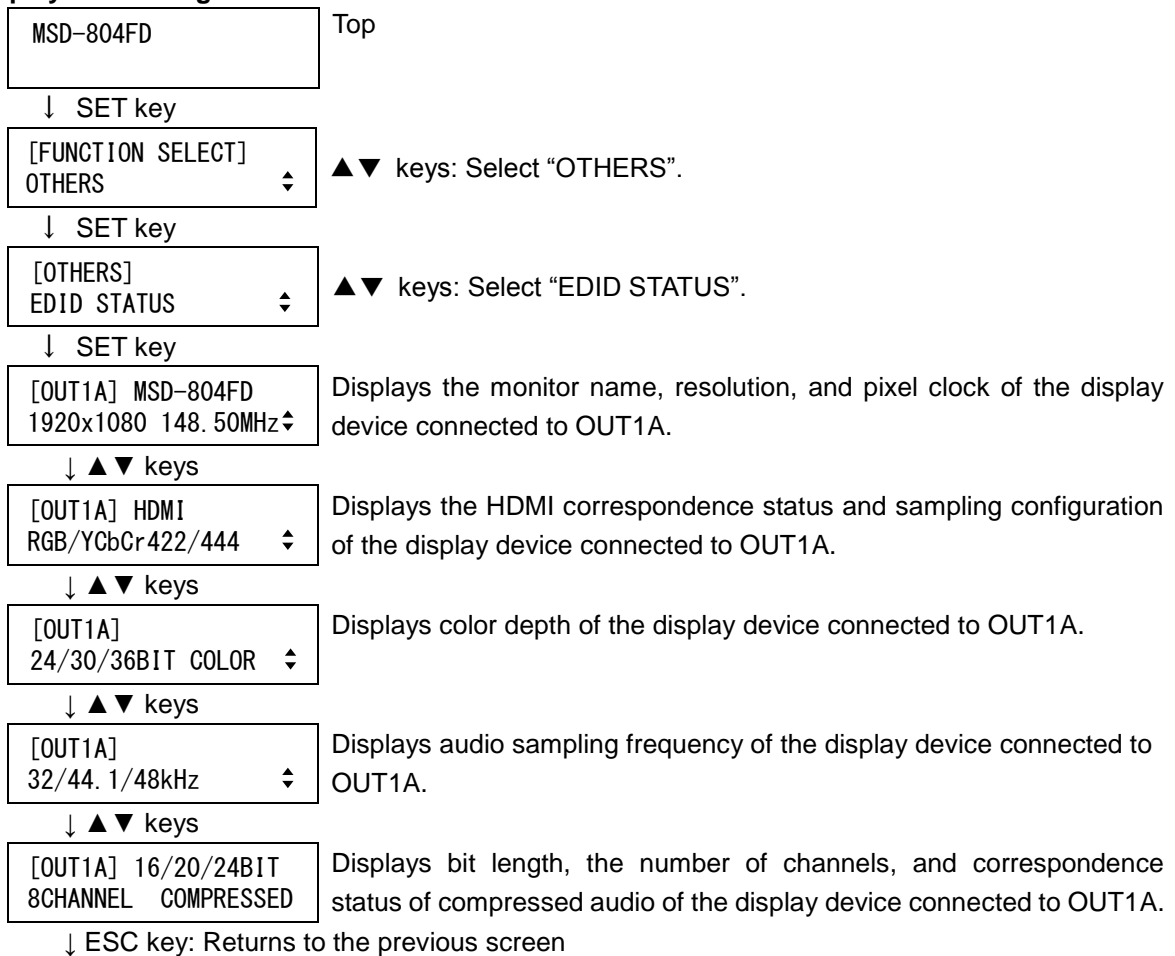 MSD-804FD
Top
↓ SET key
[FUNCTION SELECT]
OTHERS
▲▼ keys: Select “OTHERS”.
↓ SET key
[OTHERS]
EDID STATUS
▲▼ keys: Select “EDID STATUS”.
↓ SET key
[OUT1A] MSD-804FD
1920x1080 148.50MHz
Displays the monitor name, resolution, and pixel clock of the display
device connected to OUT1A.
↓ ▲▼ keys
[OUT1A] HDMI
RGB/YCbCr422/444
Displays the HDMI correspondence status and sampling configuration
of the display device connected to OUT1A.
↓ ▲▼ keys
[OUT1A]
24/30/36BIT COLOR
Displays color depth of the display device connected to OUT1A.
↓ ▲▼ keys
[OUT1A]
32/44.1/48kHz
Displays audio sampling frequency of the display device connected to
OUT1A.
↓ ▲▼ keys
[OUT1A] 16/20/24BIT
8CHANNEL COMPRESSED
Displays bit length, the number of channels, and correspondence
status of compressed audio of the display device connected to OUT1A.
↓ ESC key: Returns to the previous screen